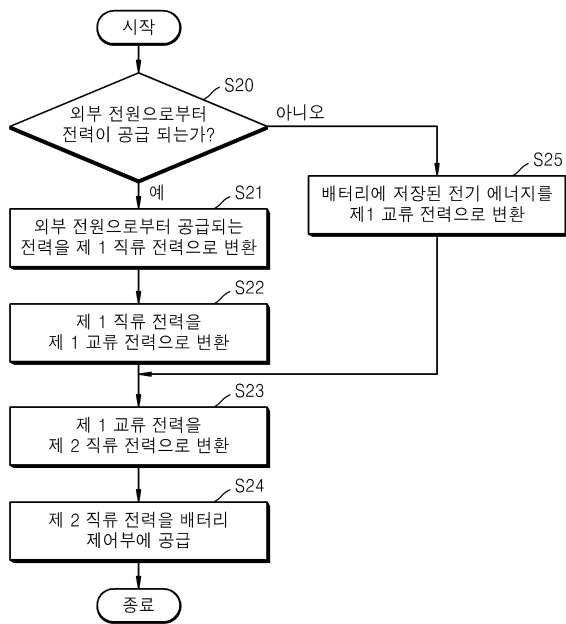 시작
S20
외부 전원으로부터
전력이 공급 되는가?
아니오
예
S21
외부 전원으로부터 공급되는
전력을 제 1 직류 전력으로 변환
S25
배터리에 저장된 전기 에너지를
제1 교류 전력으로 변환
S22
제 1 직류 전력을
제 1 교류 전력으로 변환
S23
제 1 교류 전력을
제 2 직류 전력으로 변환
S24
제 2 직류 전력을 배터리
제어부에 공급
종료